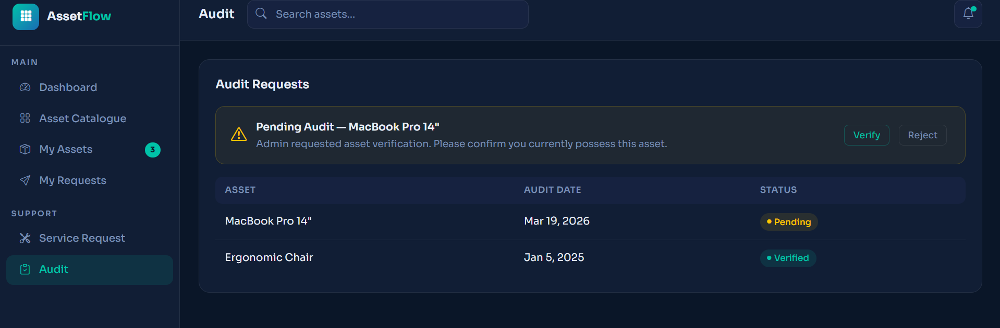 AssetFlow
MAIN
Dashboard
Asset Catalogue
My Assets 3
My Requests
SUPPORT
Service Request
Audit
Audit
Search assets...
Audit Requests
Pending Audit — MacBook Pro 14"
Admin requested asset verification. Please confirm you currently possess this asset.
Verify Reject
ASSET AUDIT DATE STATUS
MacBook Pro 14" Mar 19, 2026 Pending
Ergonomic Chair Jan 5, 2025 Verified